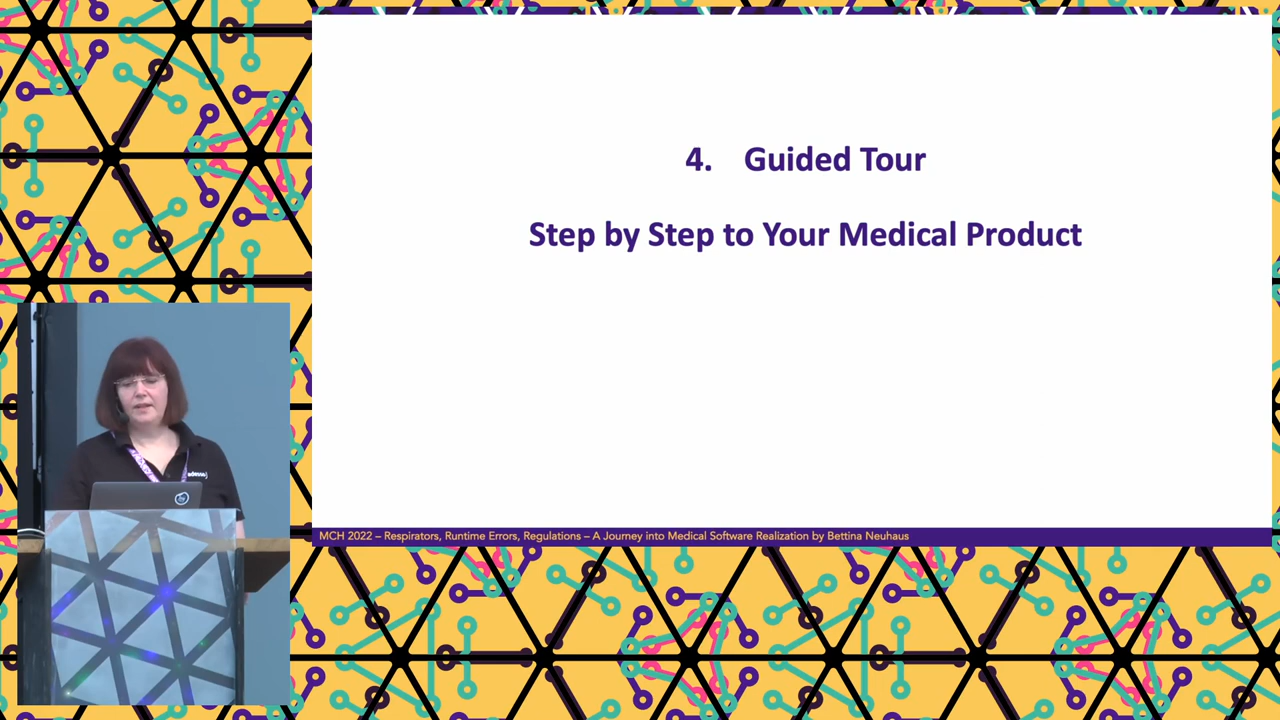 4. Guided Tour
Step by Step to Your Medical Product
MCH 2022 – Respirators, Runtime Errors, Regulations – A Journey into Medical Software Realization by Bettina Neuhaus